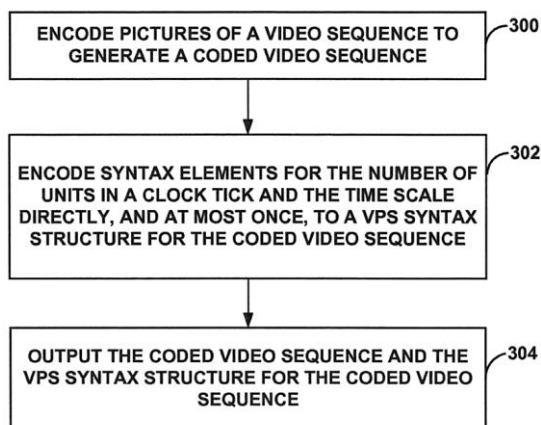 ENCODE PICTURES OF A VIDEO SEQUENCE TO
GENERATE A CODED VIDEO SEQUENCE
300
ENCODE SYNTAX ELEMENTS FOR THE NUMBER OF
UNITS IN A CLOCK TICK AND THE TIME SCALE
DIRECTLY, AND AT MOST ONCE, TO A VPS SYNTAX
STRUCTURE FOR THE CODED VIDEO SEQUENCE
302
OUTPUT THE CODED VIDEO SEQUENCE AND THE
VPS SYNTAX STRUCTURE FOR THE CODED VIDEO
SEQUENCE
304